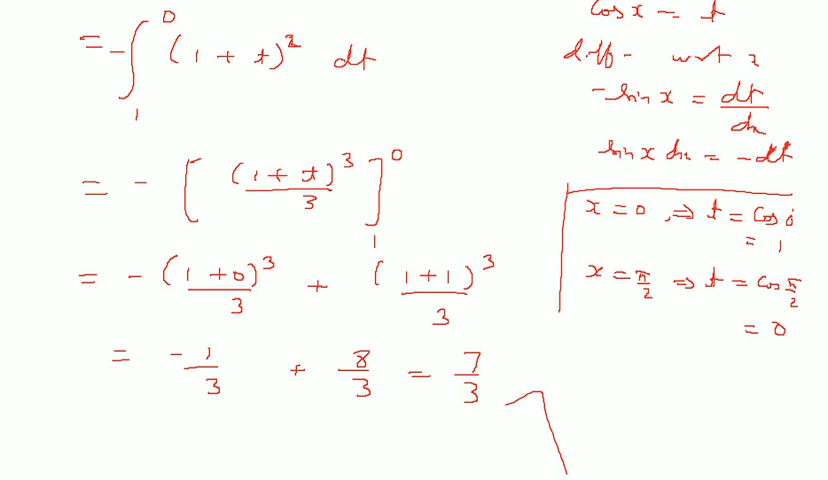 = -∫₁⁰ (1 + t)² dt
= - [ (1 + t)³/3 ]₁⁰
= - (1 + 0)³/3 + (1 + 1)³/3
= -1/3 + 8/3 = 7/3
cos x = t
diff - w r t x
-sin x = dt/dx
sin x dx = -dt
x = 0, ⇒ t = cos 0
= 1
x = π/2 ⇒ t = cos π/2
= 0